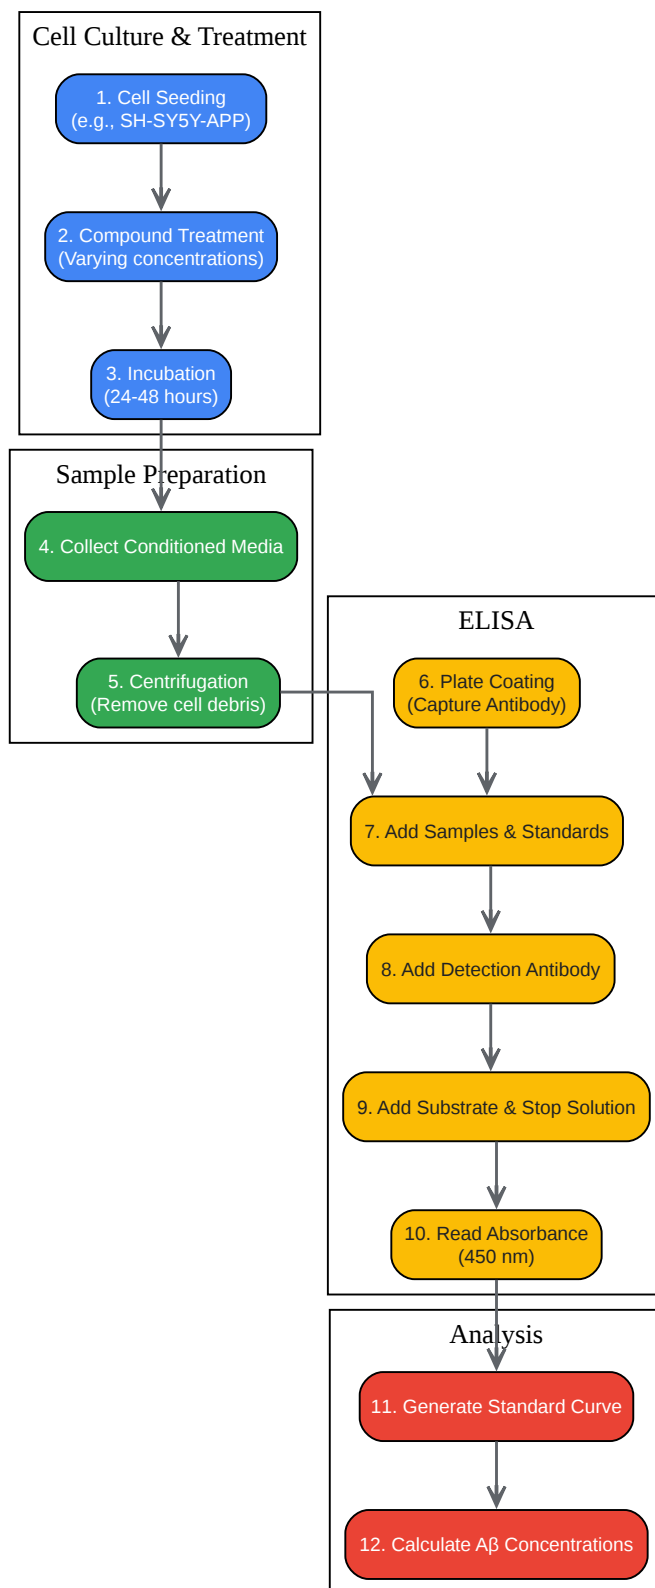 Cell Culture & Treatment
1. Cell Seeding
(e.g., SH-SY5Y-APP)
2. Compound Treatment
(Varying concentrations)
3. Incubation
(24-48 hours)
Sample Preparation
4. Collect Conditioned Media
5. Centrifugation
(Remove cell debris)
ELISA
6. Plate Coating
(Capture Antibody)
7. Add Samples & Standards
8. Add Detection Antibody
9. Add Substrate & Stop Solution
10. Read Absorbance
(450 nm)
Analysis
11. Generate Standard Curve
12. Calculate Aβ Concentrations